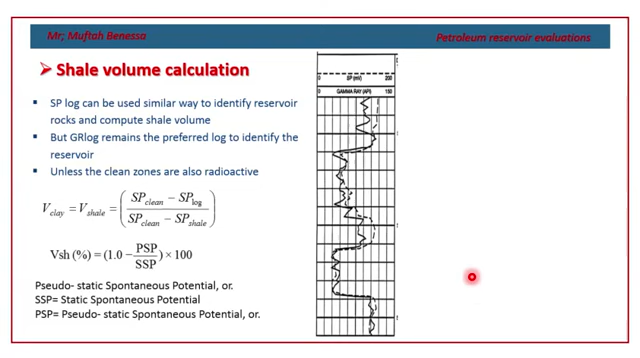 Mr; Muftah Benessa
Petroleum reservoir evaluations
➢ Shale volume calculation
▪ SP log can be used similar way to identify reservoir
rocks and compute shale volume
▪ But GRlog remains the preferred log to identify the
reservoir
▪ Unless the clean zones are also radioactive
V_clay = V_shale = ( (SP_clean − SP_log) / (SP_clean − SP_shale) )
Vsh (%) = (1.0 − PSP/SSP) × 100
Pseudo- static Spontaneous Potential, or.
SSP= Static Spontaneous Potential
PSP= Pseudo- static Spontaneous Potential, or.
0 SP (mV) 200
0 GAMMA RAY (API) 150